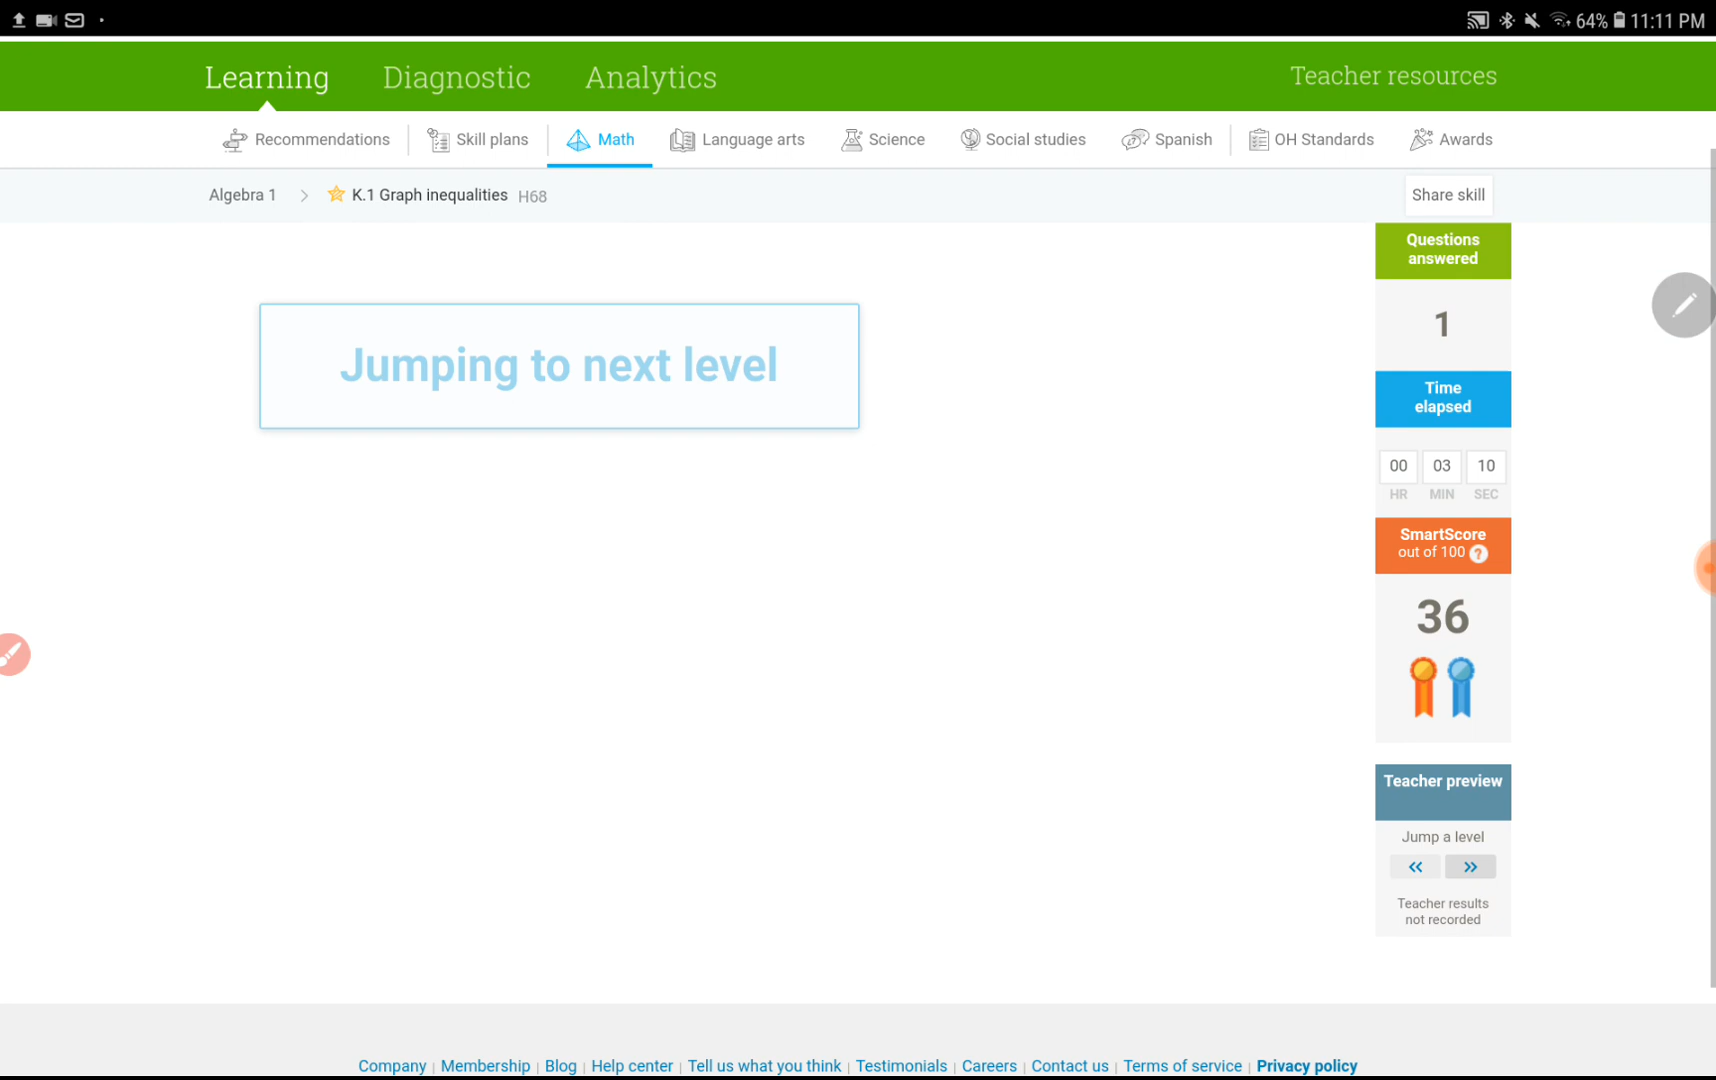 64% 11:11 PM
Learning Diagnostic Analytics Teacher resources
Recommendations Skill plans Math Language arts Science Social studies Spanish OH Standards Awards
Algebra 1 > K.1 Graph inequalities H68 Share skill
Jumping to next level
Questions
answered
1
Time
elapsed
00 03 10
HR MIN SEC
SmartScore
out of 100 ?
36
Teacher preview
Jump a level
« »
Teacher results
not recorded
Company | Membership | Blog | Help center | Tell us what you think | Testimonials | Careers | Contact us | Terms of service | Privacy policy